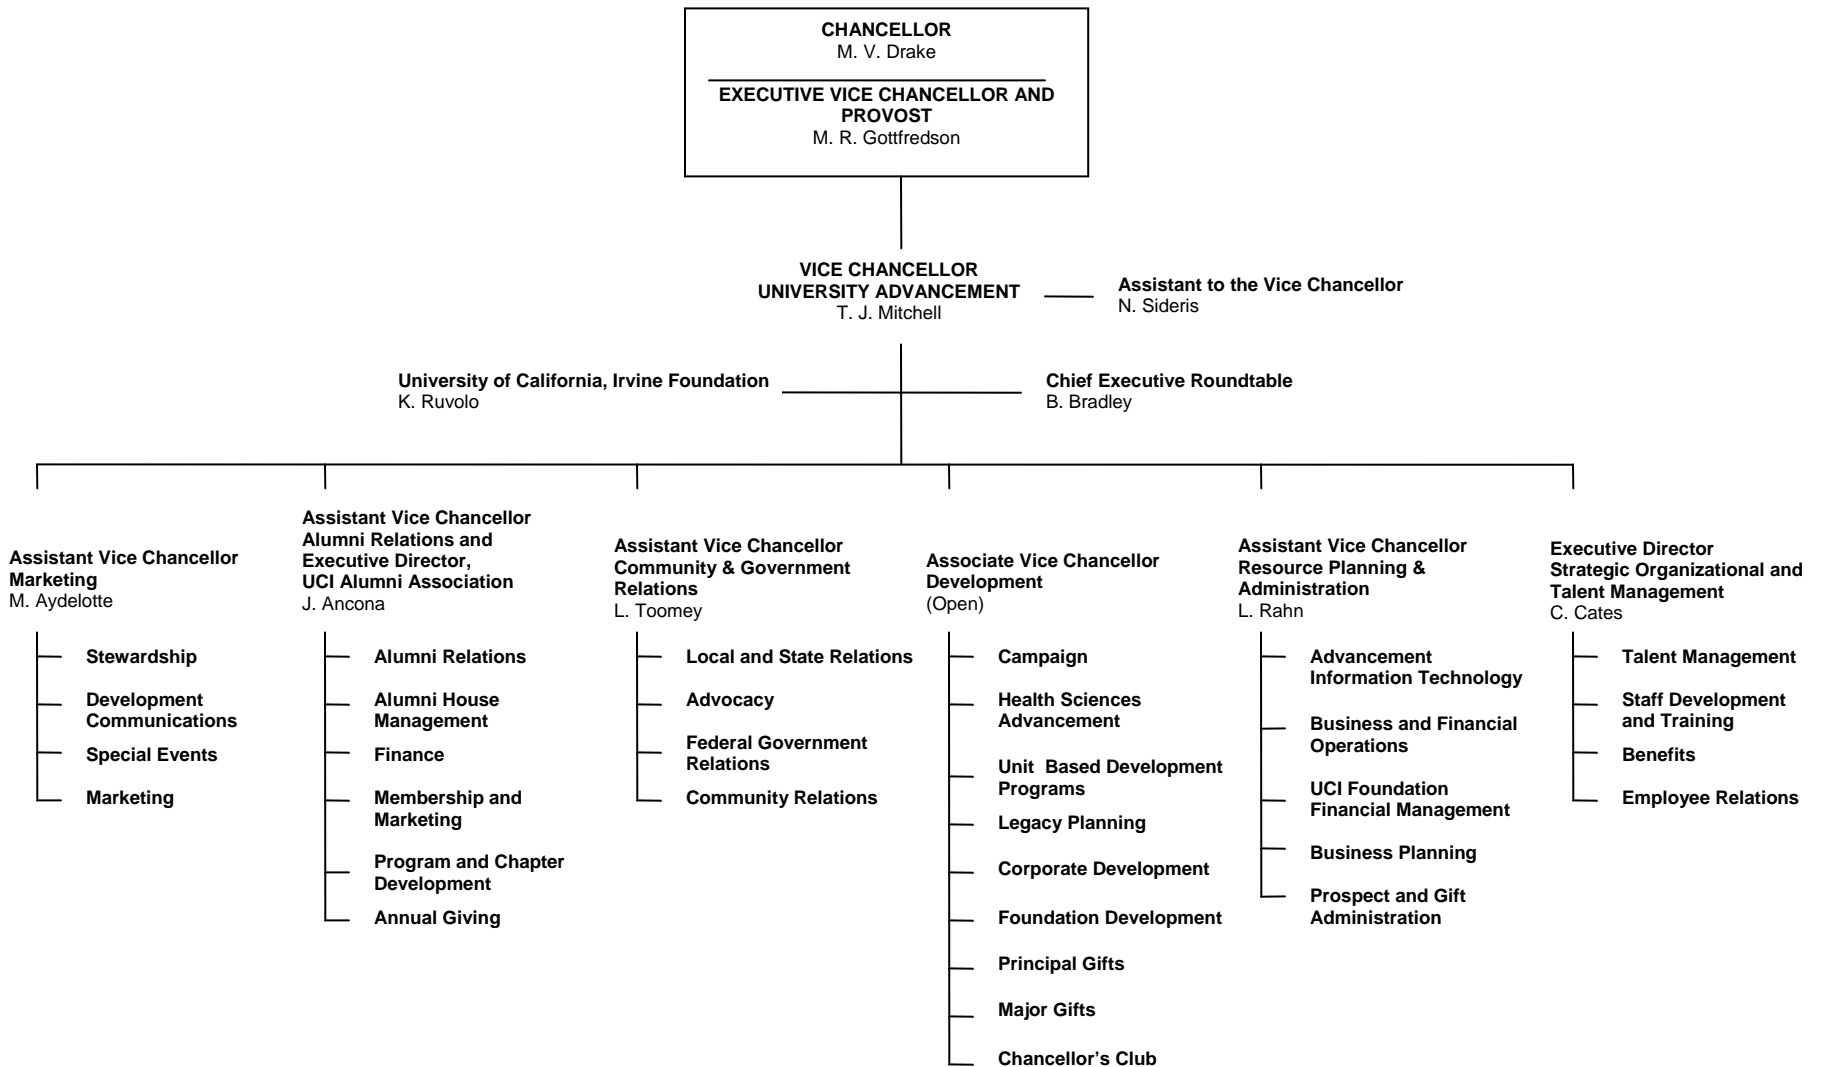 CHANCELLOR
M. V. Drake
EXECUTIVE VICE CHANCELLOR AND
PROVOST
M. R. Gottfredson
VICE CHANCELLOR
UNIVERSITY ADVANCEMENT
T. J. Mitchell
Assistant to the Vice Chancellor
N. Sideris
University of California, Irvine Foundation
K. Ruvolo
Chief Executive Roundtable
B. Bradley
Assistant Vice Chancellor
Marketing
M. Aydelotte
Stewardship
Development
Communications
Special Events
Marketing
Assistant Vice Chancellor
Alumni Relations and
Executive Director,
UCI Alumni Association
J. Ancona
Alumni Relations
Alumni House
Management
Finance
Membership and
Marketing
Program and Chapter
Development
Annual Giving
Assistant Vice Chancellor
Community & Government
Relations
L. Toomey
Local and State Relations
Advocacy
Federal Government
Relations
Community Relations
Associate Vice Chancellor
Development
(Open)
Campaign
Health Sciences
Advancement
Unit  Based Development
Programs
Legacy Planning
Corporate Development
Foundation Development
Principal Gifts
Major Gifts
Chancellor's Club
Assistant Vice Chancellor
Resource Planning &
Administration
L. Rahn
Advancement
Information Technology
Business and Financial
Operations
UCI Foundation
Financial Management
Business Planning
Prospect and Gift
Administration
Executive Director
Strategic Organizational and
Talent Management
C. Cates
Talent Management
Staff Development
and Training
Benefits
Employee Relations